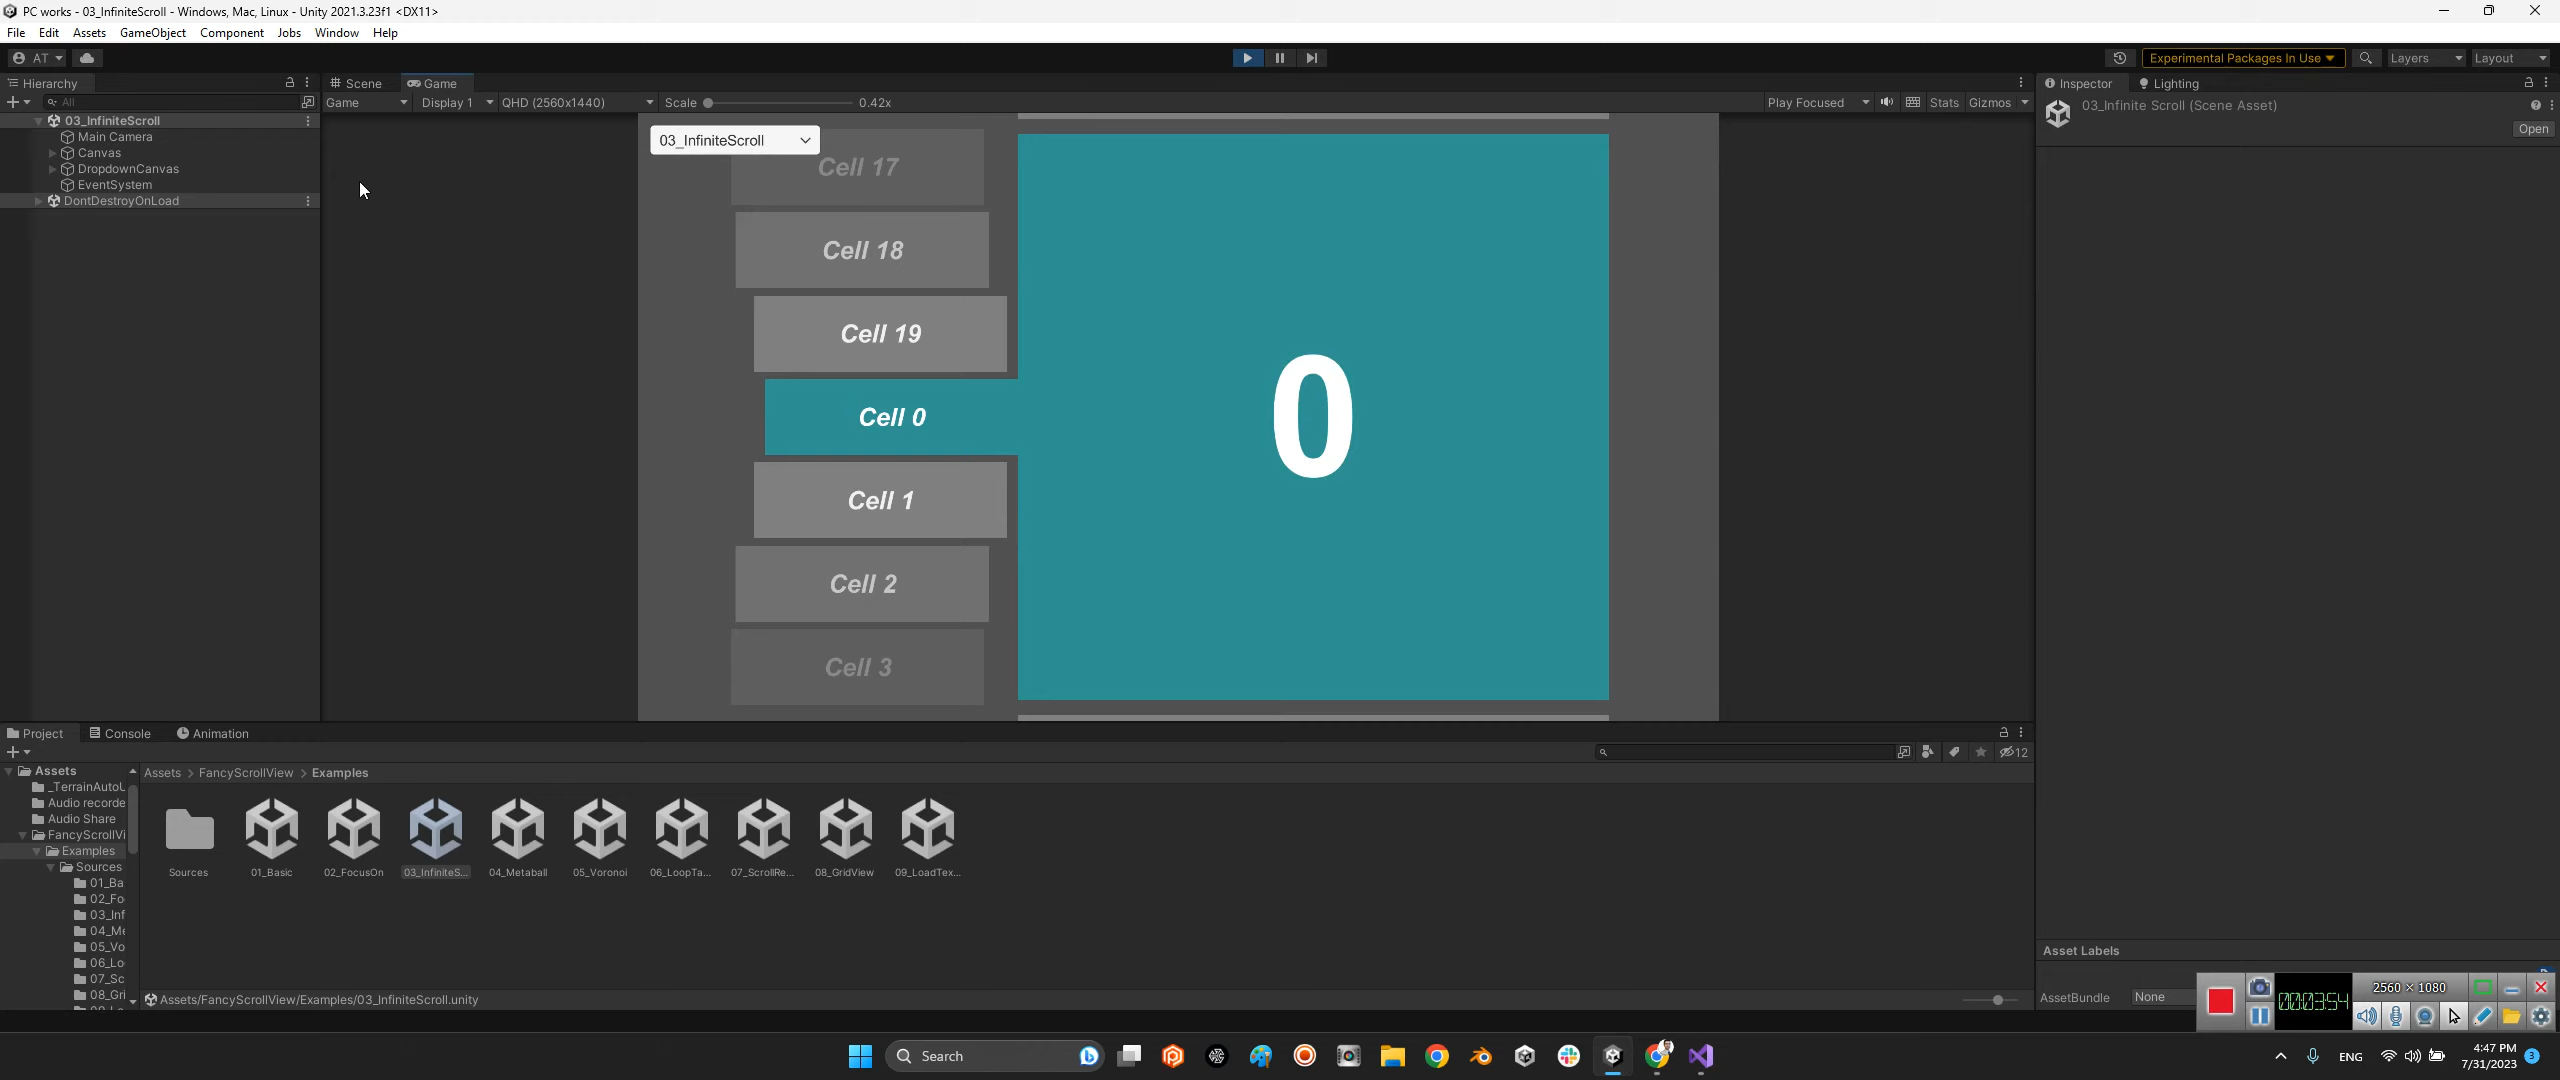 PC works - 03_InfiniteScroll - Windows, Mac, Linux - Unity 2021.3.23f1 <DX11>
File Edit Assets GameObject Component Jobs Window Help
AT
Experimental Packages In Use
Layers
Layout
Hierarchy
All
03_InfiniteScroll
Main Camera
Canvas
DropdownCanvas
EventSystem
DontDestroyOnLoad
Scene
Game
Game
Display 1
QHD (2560x1440)
Scale
0.42x
Play Focused
Stats
Gizmos
03_InfiniteScroll
Cell 17
Cell 18
Cell 19
Cell 0
Cell 1
Cell 2
Cell 3
0
Inspector
Lighting
03_Infinite Scroll (Scene Asset)
Open
Asset Labels
AssetBundle
None
Project
Console
Animation
12
Assets
_TerrainAutoU
Audio recorde
Audio Share
FancyScrollVi
Examples
Sources
01_Ba
02_Fo
03_Inf
04_Me
05_Vo
06_Lo
07_Sc
08_Gri
Assets > FancyScrollView > Examples
Sources
01_Basic
02_FocusOn
03_InfiniteS...
04_Metaball
05_Voronoi
06_LoopTa...
07_ScrollRe...
08_GridView
09_LoadTex...
Assets/FancyScrollView/Examples/03_InfiniteScroll.unity
00:03:54
2560 × 1080
Search
ENG
4:47 PM
7/31/2023
3